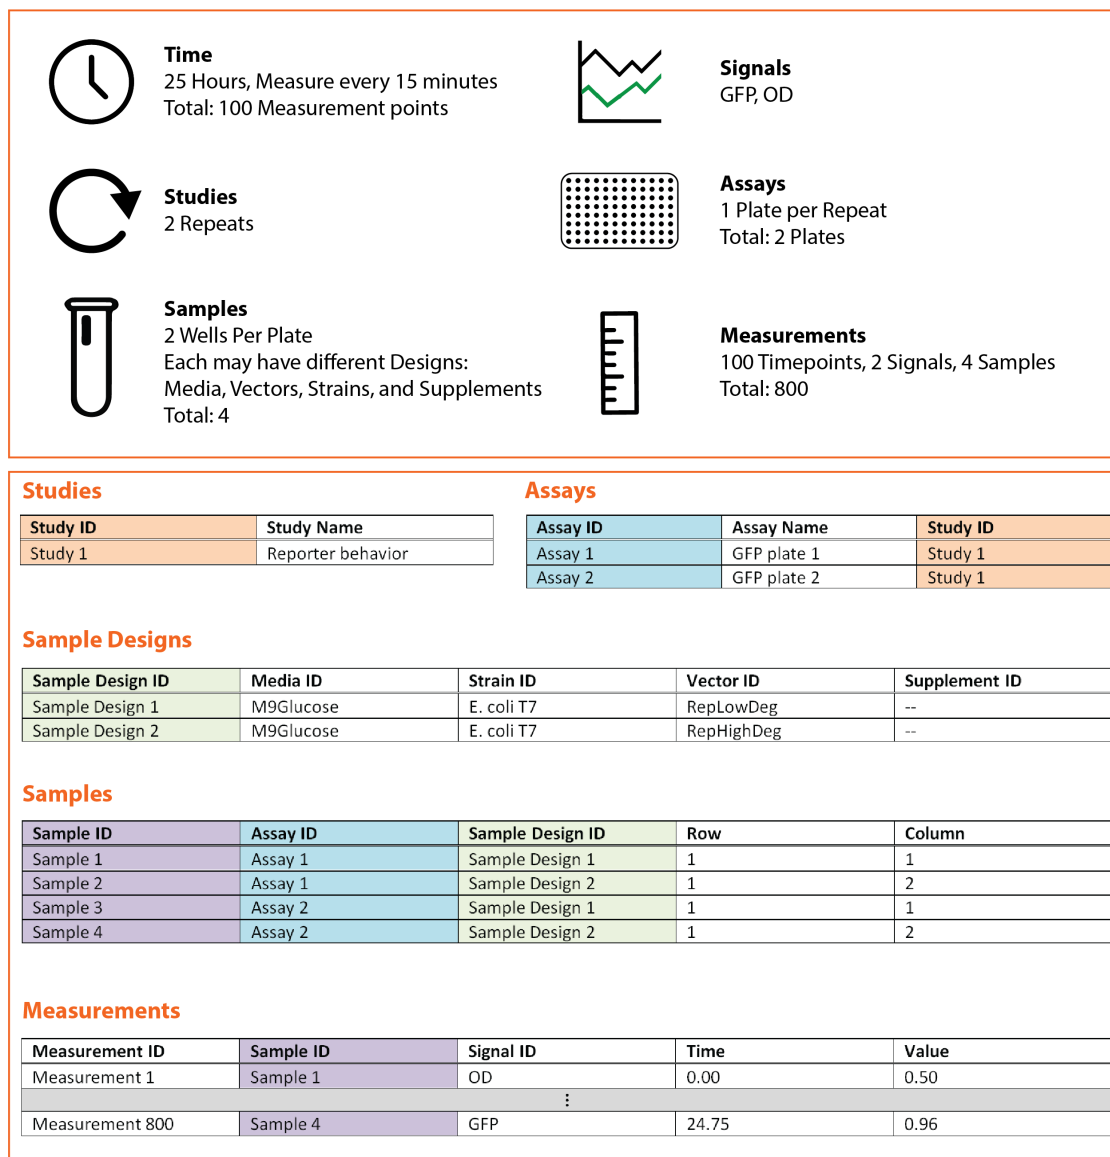 Time
25 Hours, Measure every 15 minutes
Total: 100 Measurement points
Signals
GFP, OD
Studies
2 Repeats
Assays
1 Plate per Repeat
Total: 2 Plates
Samples
2 Wells Per Plate
Each may have different Designs:
Media, Vectors, Strains, and Supplements
Total: 4
Measurements
100 Timepoints, 2 Signals, 4 Samples
Total: 800
Studies
Study ID Study Name
Study 1 Reporter behavior
Assays
Assay ID Assay Name Study ID
Assay 1 GFP plate 1 Study 1
Assay 2 GFP plate 2 Study 1
Sample Designs
Sample Design ID Media ID Strain ID Vector ID Supplement ID
Sample Design 1 M9Glucose E. coli T7 RepLowDeg --
Sample Design 2 M9Glucose E. coli T7 RepHighDeg --
Samples
Sample ID Assay ID Sample Design ID Row Column
Sample 1 Assay 1 Sample Design 1 1 1
Sample 2 Assay 1 Sample Design 2 1 2
Sample 3 Assay 2 Sample Design 1 1 1
Sample 4 Assay 2 Sample Design 2 1 2
Measurements
Measurement ID Sample ID Signal ID Time Value
Measurement 1 Sample 1 OD 0.00 0.50
⋮
Measurement 800 Sample 4 GFP 24.75 0.96